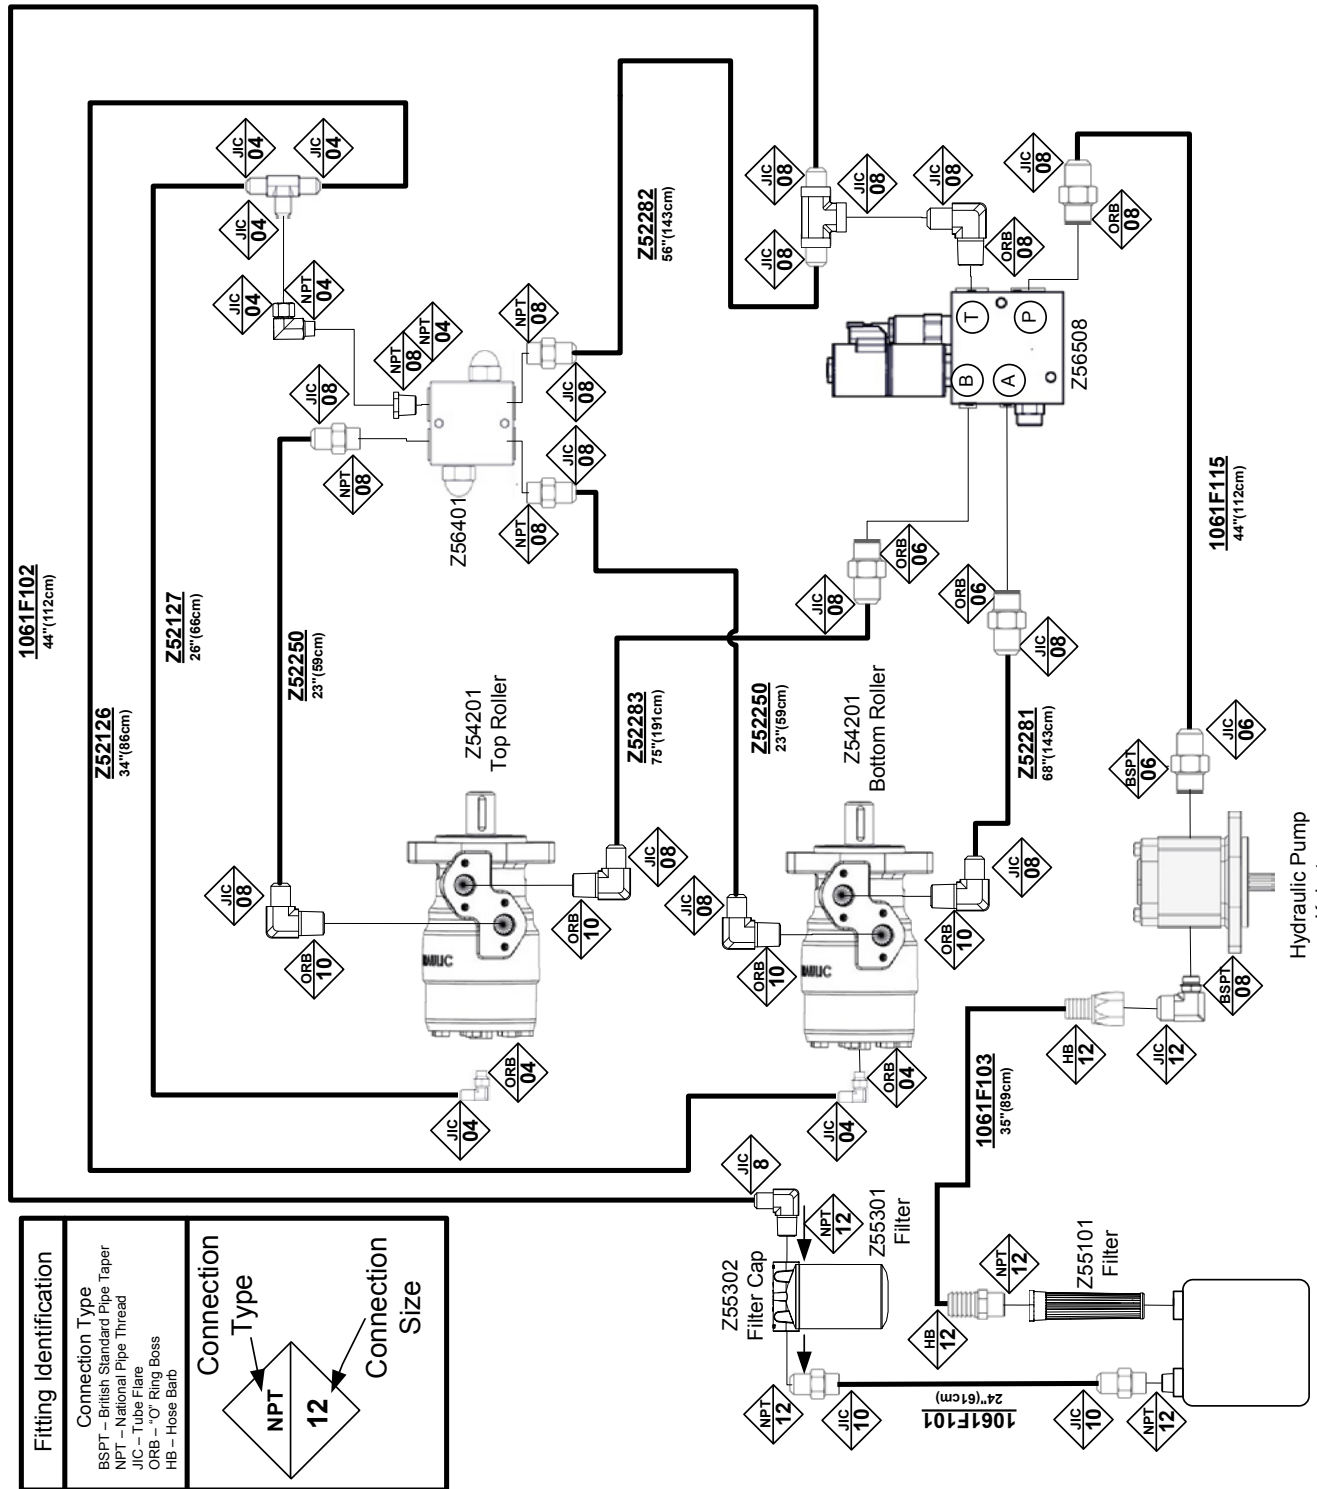 Fitting Identification
Connection Type
BSPT – British Standard Pipe Taper
NPT – National Pipe Thread
JIC – Tube Flare
ORB – "O" Ring Boss
HB – Hose Barb
Connection
Type
NPT
12
Connection
Size
1061F102
44"(112cm)
Z52126
34"(86cm)
Z52127
26"(66cm)
Z52250
23"(59cm)
JIC
04
JIC
04
JIC
04
JIC
04
NPT
04
JIC
08
NPT
08
NPT
08
NPT
04
Z56401
NPT
08
JIC
08
NPT
08
JIC
08
Z52282
56"(143cm)
JIC
08
ORB
10
JIC
04
ORB
04
Z54201
Top Roller
ORB
10
JIC
08
Z52283
75"(191cm)
JIC
08
ORB
06
Z52250
23"(59cm)
JIC
08
ORB
10
JIC
04
ORB
04
Z54201
Bottom Roller
ORB
10
JIC
08
Z52281
68"(143cm)
ORB
06
JIC
08
JIC
08
JIC
08
JIC
08
JIC
08
ORB
08
B
T
A
P
Z56508
JIC
08
ORB
08
1061F115
44"(112cm)
BSPT
06
JIC
06
Hydraulic Pump
BSPT
08
JIC
12
HB
12
1061F103
35"(89cm)
JIC
8
NPT
12
Z55302
Filter Cap
Z55301
Filter
NPT
12
JIC
10
1061F101
24"(61cm)
JIC
10
NPT
12
HB
12
NPT
12
Z55101
Filter